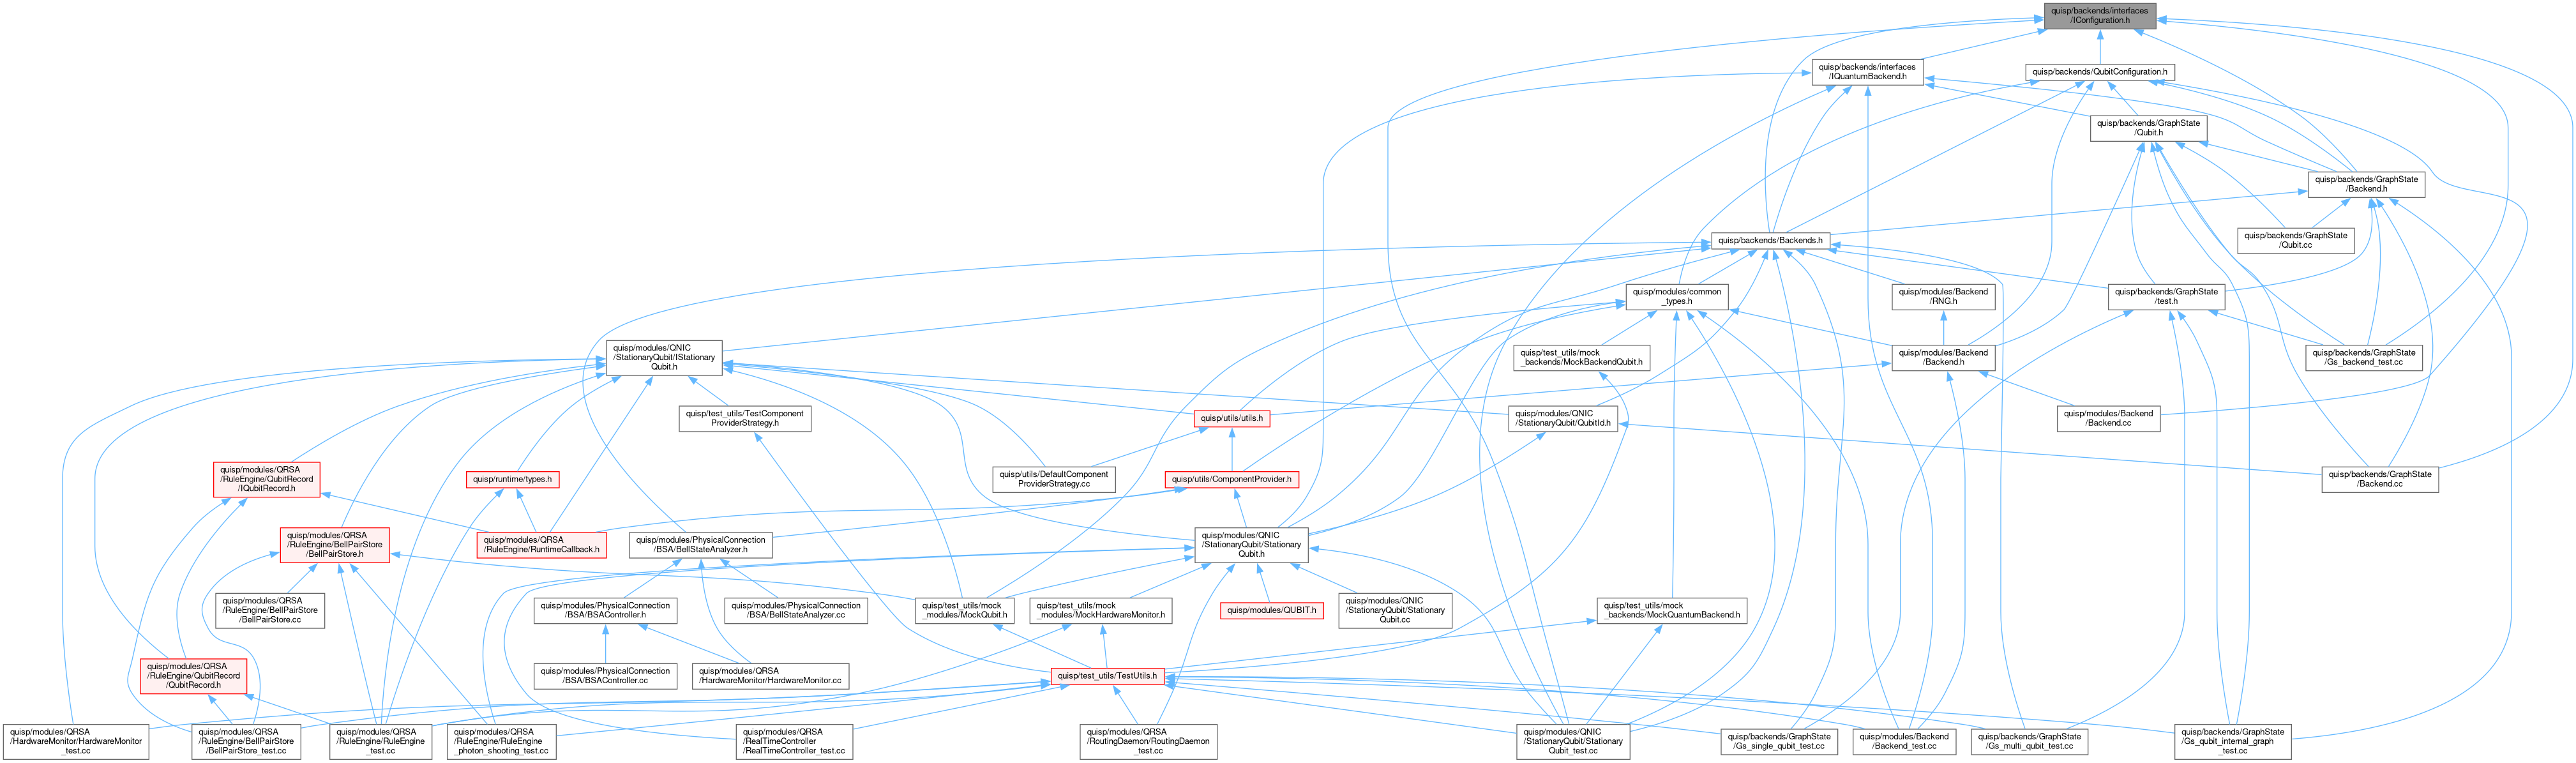 quisp/backends/interfaces
/IConfiguration.h
quisp/backends/interfaces
/IQuantumBackend.h
quisp/backends/QubitConfiguration.h
quisp/backends/GraphState
/Qubit.h
quisp/backends/GraphState
/Backend.h
quisp/backends/Backends.h
quisp/backends/GraphState
/Qubit.cc
quisp/modules/common
_types.h
quisp/modules/Backend
/RNG.h
quisp/backends/GraphState
/test.h
quisp/modules/QNIC
/StationaryQubit/IStationary
Qubit.h
quisp/test_utils/mock
_backends/MockBackendQubit.h
quisp/modules/Backend
/Backend.h
quisp/backends/GraphState
/Gs_backend_test.cc
quisp/test_utils/TestComponent
ProviderStrategy.h
quisp/utils/utils.h
quisp/modules/QNIC
/StationaryQubit/QubitId.h
quisp/modules/Backend
/Backend.cc
quisp/modules/QRSA
/RuleEngine/QubitRecord
/IQubitRecord.h
quisp/runtime/types.h
quisp/utils/DefaultComponent
ProviderStrategy.cc
quisp/utils/ComponentProvider.h
quisp/backends/GraphState
/Backend.cc
quisp/modules/QRSA
/RuleEngine/BellPairStore
/BellPairStore.h
quisp/modules/QRSA
/RuleEngine/RuntimeCallback.h
quisp/modules/PhysicalConnection
/BSA/BellStateAnalyzer.h
quisp/modules/QNIC
/StationaryQubit/Stationary
Qubit.h
quisp/modules/QRSA
/RuleEngine/BellPairStore
/BellPairStore.cc
quisp/modules/PhysicalConnection
/BSA/BSAController.h
quisp/modules/PhysicalConnection
/BSA/BellStateAnalyzer.cc
quisp/test_utils/mock
_modules/MockQubit.h
quisp/test_utils/mock
_modules/MockHardwareMonitor.h
quisp/modules/QUBIT.h
quisp/modules/QNIC
/StationaryQubit/Stationary
Qubit.cc
quisp/test_utils/mock
_backends/MockQuantumBackend.h
quisp/modules/QRSA
/RuleEngine/QubitRecord
/QubitRecord.h
quisp/modules/PhysicalConnection
/BSA/BSAController.cc
quisp/modules/QRSA
/HardwareMonitor/HardwareMonitor.cc
quisp/test_utils/TestUtils.h
quisp/modules/QRSA
/HardwareMonitor/HardwareMonitor
_test.cc
quisp/modules/QRSA
/RuleEngine/BellPairStore
/BellPairStore_test.cc
quisp/modules/QRSA
/RuleEngine/RuleEngine
_test.cc
quisp/modules/QRSA
/RuleEngine/RuleEngine
_photon_shooting_test.cc
quisp/modules/QRSA
/RealTimeController
/RealTimeController_test.cc
quisp/modules/QRSA
/RoutingDaemon/RoutingDaemon
_test.cc
quisp/modules/QNIC
/StationaryQubit/Stationary
Qubit_test.cc
quisp/backends/GraphState
/Gs_single_qubit_test.cc
quisp/modules/Backend
/Backend_test.cc
quisp/backends/GraphState
/Gs_multi_qubit_test.cc
quisp/backends/GraphState
/Gs_qubit_internal_graph
_test.cc